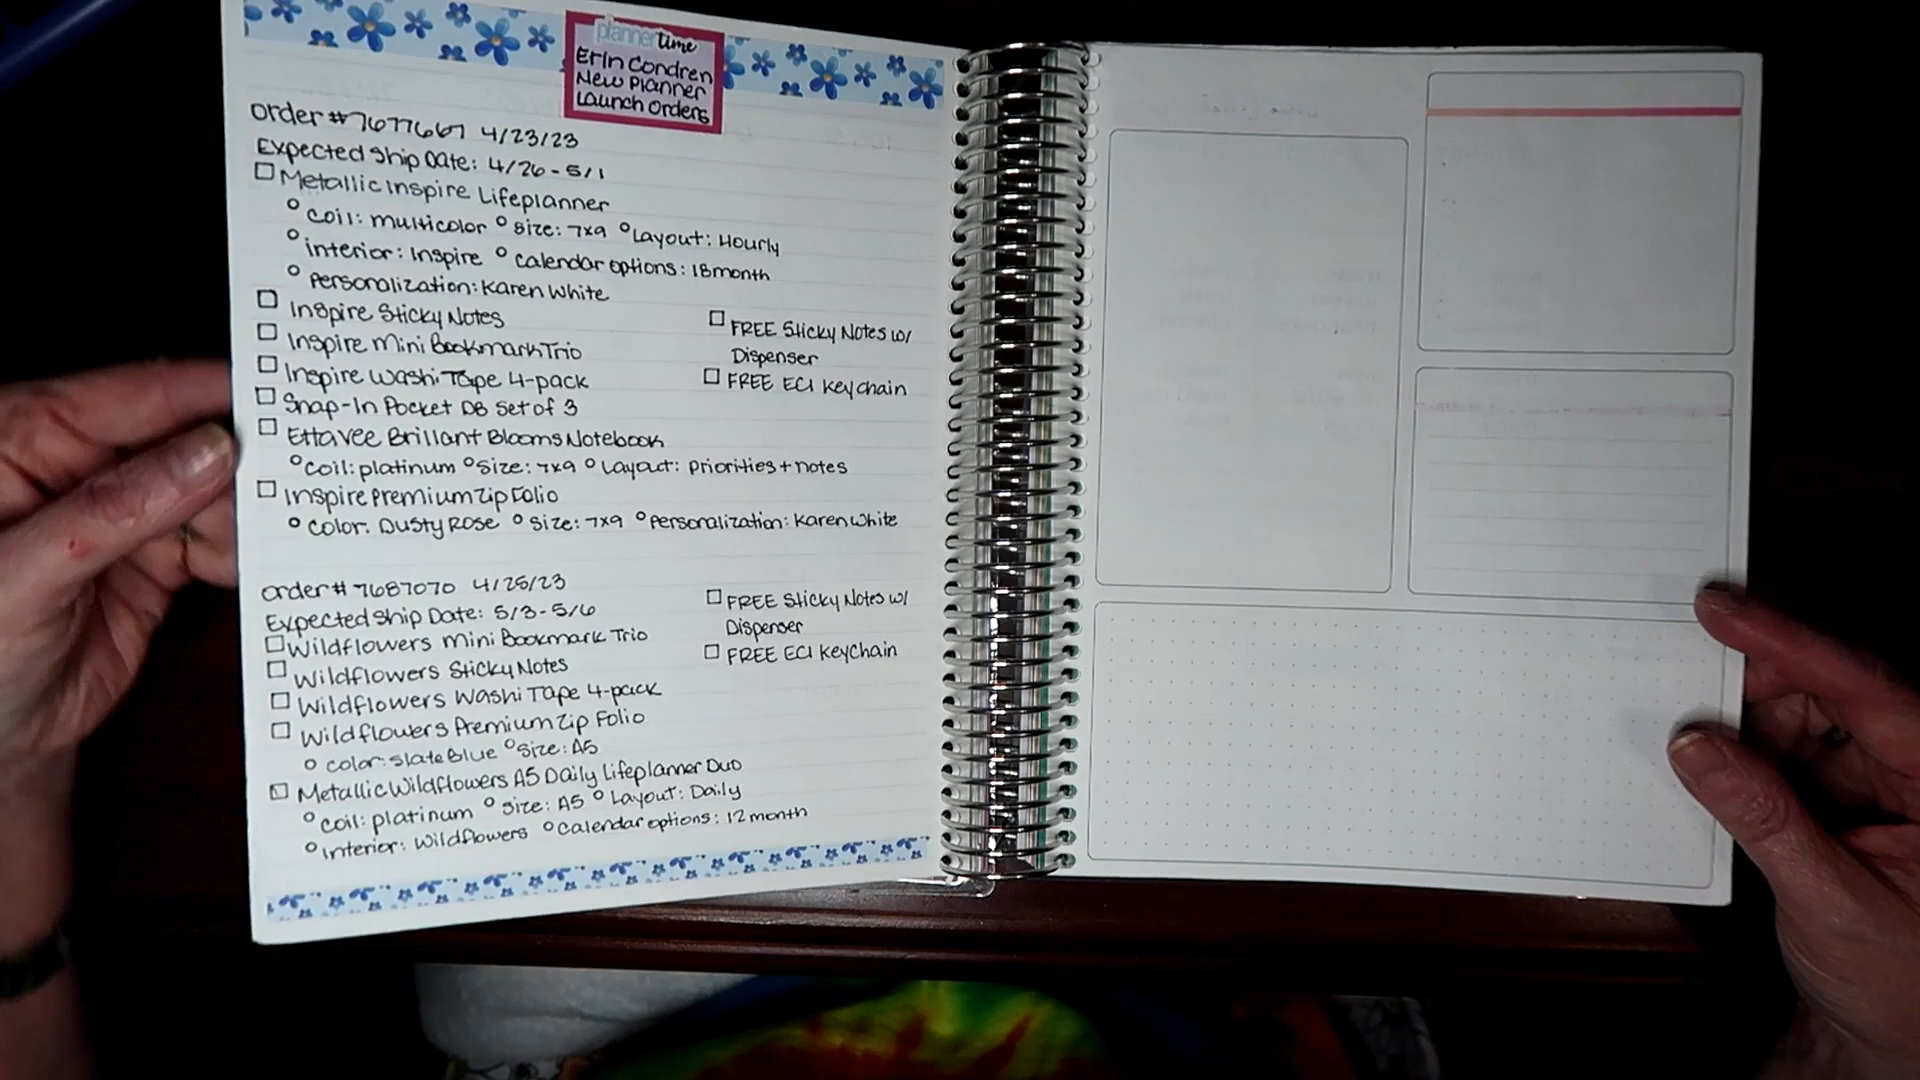 planner time
Erin Condren
New Planner
Launch Orders
Order #7677667 4/23/23
Expected Ship Date: 4/26-5/1
Metallic Inspire Lifeplanner
Coil: multicolor Size: 7x9 Layout: Hourly
interior: Inspire calendar options: 18month
Personalization: Karen White
Inspire Sticky Notes
Inspire Mini Bookmark Trio
Inspire Washi Tape 4-pack
Snap-In Pocket DB Set of 3
FREE Sticky Notes w/
Dispenser
FREE ECI Keychain
Ettavee Brillant Blooms Notebook
Coil: platinum Size: 7x9 Layout: Priorities + notes
Inspire Premium Zip Folio
Color: Dusty Rose Size: 7x9 Personalization: Karen White
Order # 7687070 4/25/23
Expected Ship Date: 5/3-5/6
Wildflowers Mini Bookmark Trio
Wildflowers Sticky Notes
Wildflowers Washi Tape 4-pack
Wildflowers Premium Zip Folio
color: Slate Blue Size: A5
FREE Sticky Notes w/
Dispenser
FREE ECI Keychain
Metallic Wildflowers A5 Daily Lifeplanner Duo
Coil: platinum Size: A5 Layout: Daily
Interior: Wildflowers Calendar options: 12 month